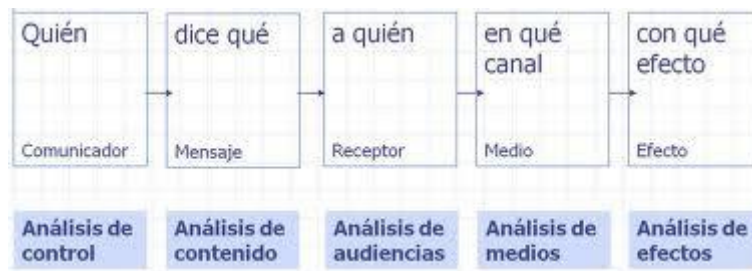 Quién
Comunicador
dice qué
Mensaje
a quién
Receptor
en qué
canal
Medio
con qué
efecto
Efecto
Análisis de
control
Análisis de
contenido
Análisis de
audiencias
Análisis de
medios
Análisis de
efectos